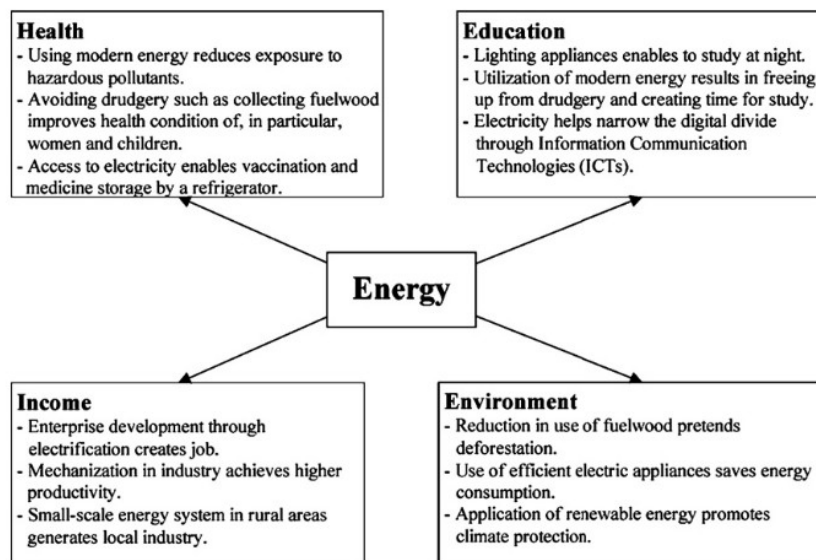 Health
- Using modern energy reduces exposure to
hazardous pollutants.
- Avoiding drudgery such as collecting fuelwood
improves health condition of, in particular,
women and children.
- Access to electricity enables vaccination and
medicine storage by a refrigerator.
Education
- Lighting appliances enables to study at night.
- Utilization of modern energy results in freeing
up from drudgery and creating time for study.
- Electricity helps narrow the digital divide
through Information Communication
Technologies (ICTs).
Energy
Income
- Enterprise development through
electrification creates job.
- Mechanization in industry achieves higher
productivity.
- Small-scale energy system in rural areas
generates local industry.
Environment
- Reduction in use of fuelwood pretends
deforestation.
- Use of efficient electric appliances saves energy
consumption.
- Application of renewable energy promotes
climate protection.